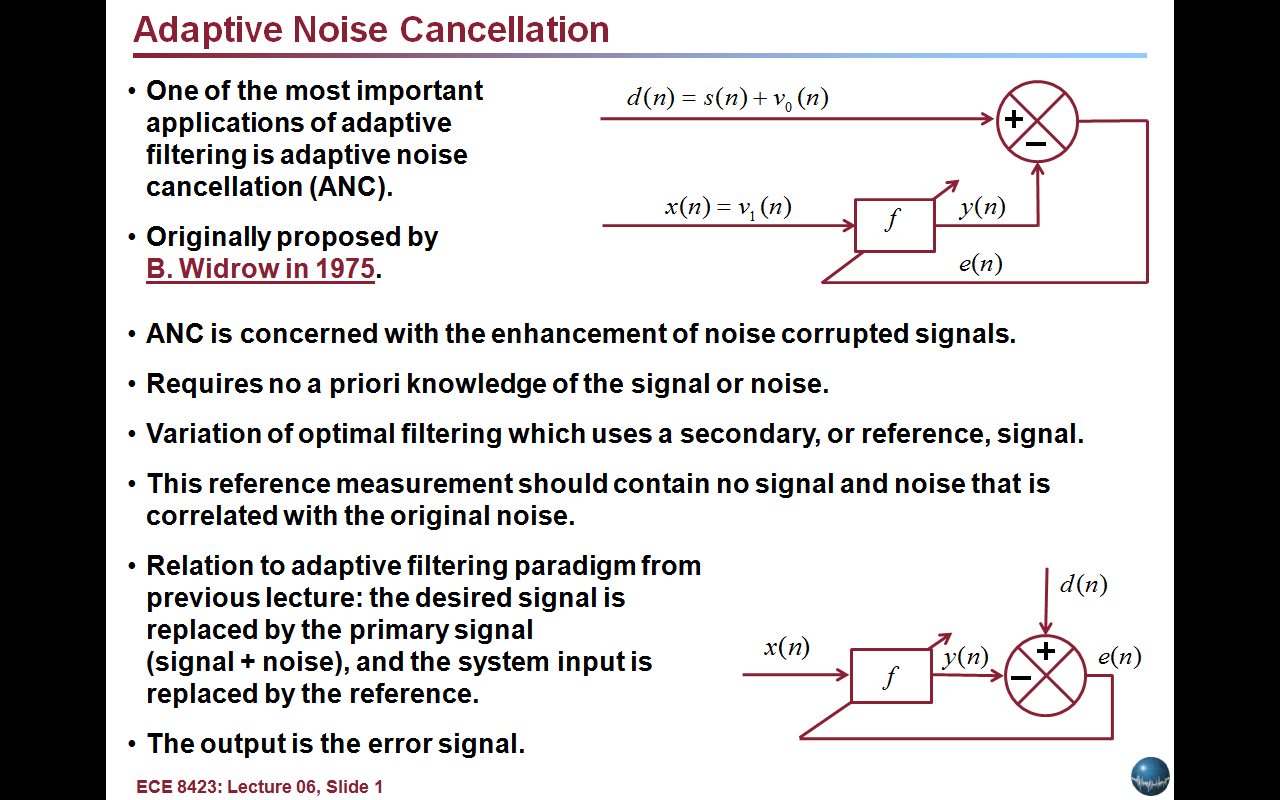 Adaptive Noise Cancellation
• One of the most important
applications of adaptive
filtering is adaptive noise
cancellation (ANC).
• Originally proposed by
B. Widrow in 1975.
d(n) = s(n) + v₀(n)
+
–
x(n) = v₁(n)
f
y(n)
e(n)
• ANC is concerned with the enhancement of noise corrupted signals.
• Requires no a priori knowledge of the signal or noise.
• Variation of optimal filtering which uses a secondary, or reference, signal.
• This reference measurement should contain no signal and noise that is
correlated with the original noise.
• Relation to adaptive filtering paradigm from
previous lecture: the desired signal is
replaced by the primary signal
(signal + noise), and the system input is
replaced by the reference.
• The output is the error signal.
d(n)
x(n)
f
y(n)
+
–
e(n)
ECE 8423: Lecture 06, Slide 1